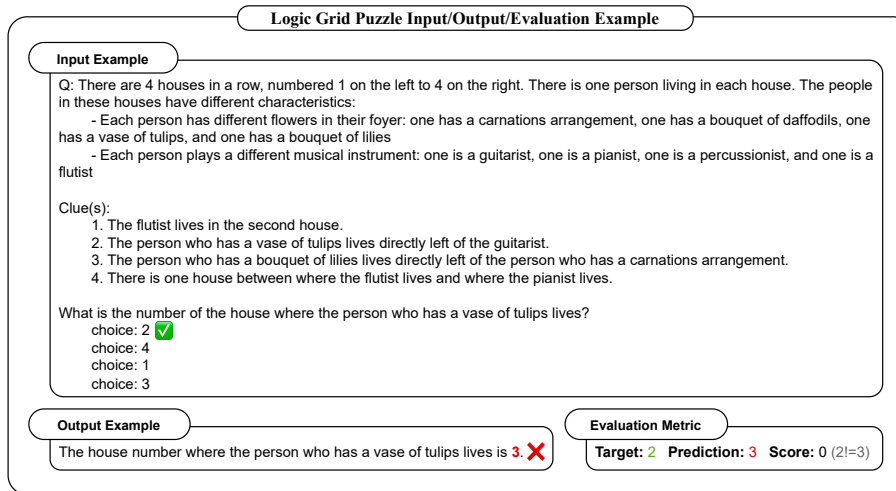 Logic Grid Puzzle Input/Output/Evaluation Example
Input Example
Q: There are 4 houses in a row, numbered 1 on the left to 4 on the right. There is one person living in each house. The people
in these houses have different characteristics:
- Each person has different flowers in their foyer: one has a carnations arrangement, one has a bouquet of daffodils, one
has a vase of tulips, and one has a bouquet of lilies
- Each person plays a different musical instrument: one is a guitarist, one is a pianist, one is a percussionist, and one is a
flutist
Clue(s):
1. The flutist lives in the second house.
2. The person who has a vase of tulips lives directly left of the guitarist.
3. The person who has a bouquet of lilies lives directly left of the person who has a carnations arrangement.
4. There is one house between where the flutist lives and where the pianist lives.
What is the number of the house where the person who has a vase of tulips lives?
choice: 2 ✅
choice: 4
choice: 1
choice: 3
Output Example
The house number where the person who has a vase of tulips lives is 3. ❌
Evaluation Metric
Target: 2 Prediction: 3 Score: 0 (2!=3)